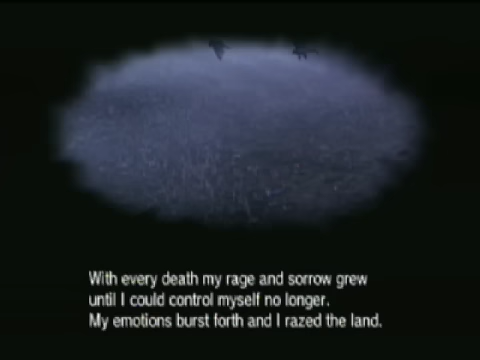 With every death my rage and sorrow grew
until I could control myself no longer.
My emotions burst forth and I razed the land.